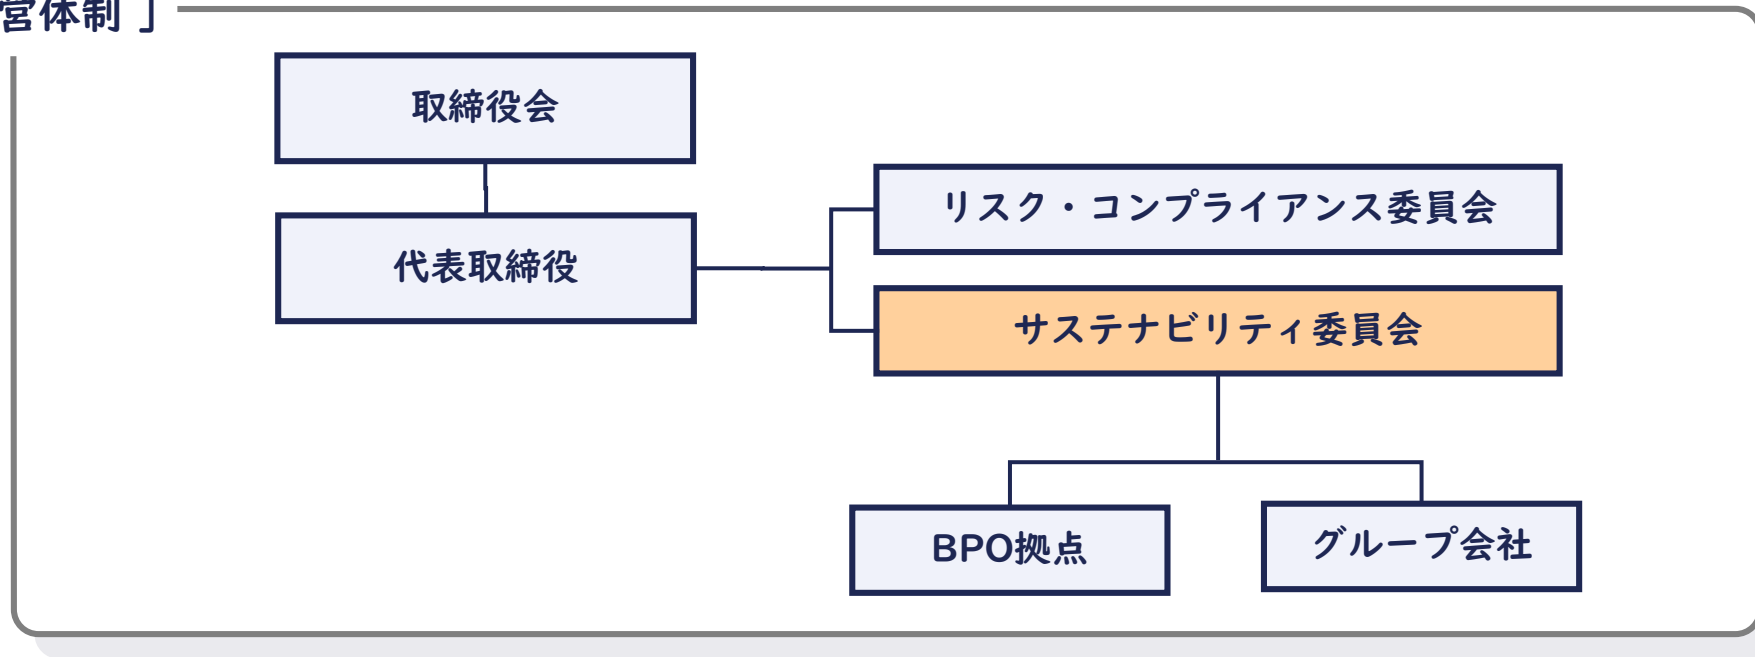 営体制 」
取締役会
代表取締役
リスク・コンプライアンス委員会
サステナビリティ委員会
BPO拠点
グループ会社